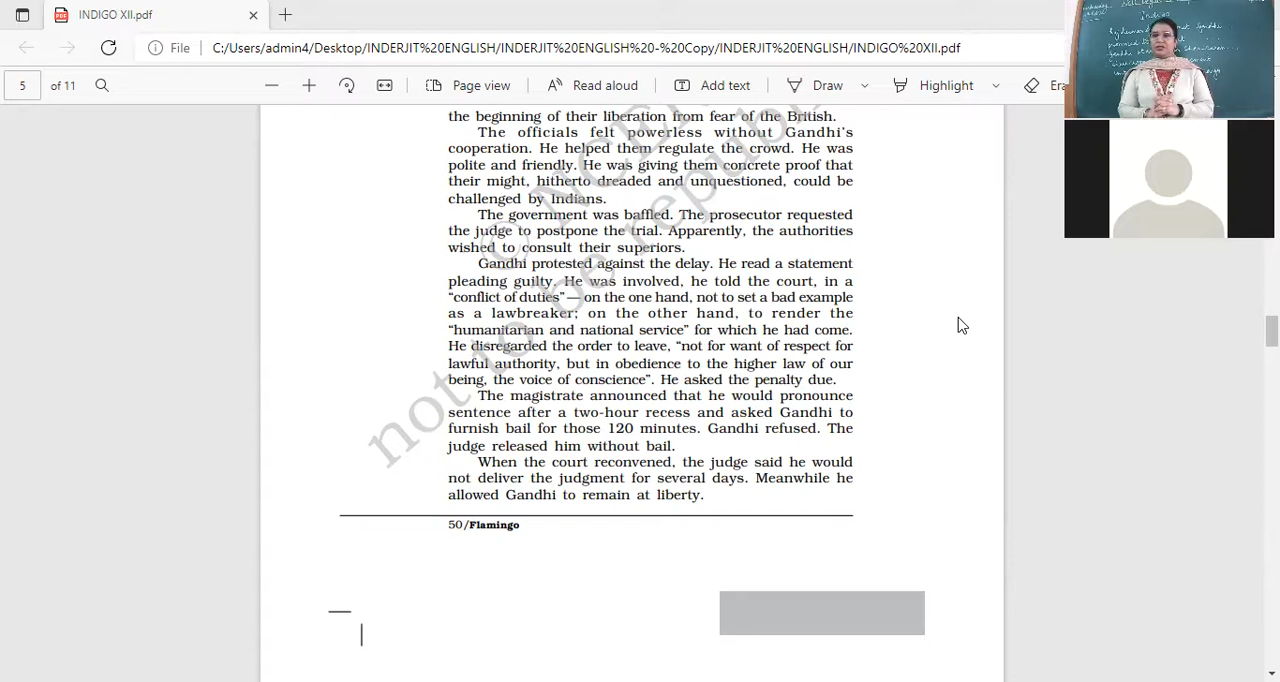 INDIGO XII.pdf
File
C:/Users/admin4/Desktop/INDERJIT%20ENGLISH/INDERJIT%20ENGLISH%20-%20Copy/INDERJIT%20ENGLISH/INDIGO%20XII.pdf
5 of 11
Page view
Read aloud
Add text
Draw
Highlight
Era
the beginning of their liberation from fear of the British.
The officials felt powerless without Gandhi's
cooperation. He helped them regulate the crowd. He was
polite and friendly. He was giving them concrete proof that
their might, hitherto dreaded and unquestioned, could be
challenged by Indians.
The government was baffled. The prosecutor requested
the judge to postpone the trial. Apparently, the authorities
wished to consult their superiors.
Gandhi protested against the delay. He read a statement
pleading guilty. He was involved, he told the court, in a
“conflict of duties”— on the one hand, not to set a bad example
as a lawbreaker; on the other hand, to render the
“humanitarian and national service” for which he had come.
He disregarded the order to leave, “not for want of respect for
lawful authority, but in obedience to the higher law of our
being, the voice of conscience”. He asked the penalty due.
The magistrate announced that he would pronounce
sentence after a two-hour recess and asked Gandhi to
furnish bail for those 120 minutes. Gandhi refused. The
judge released him without bail.
When the court reconvened, the judge said he would
not deliver the judgment for several days. Meanwhile he
allowed Gandhi to remain at liberty.
50/Flamingo
© NCE
not to be republi
Indigo
Gandhi